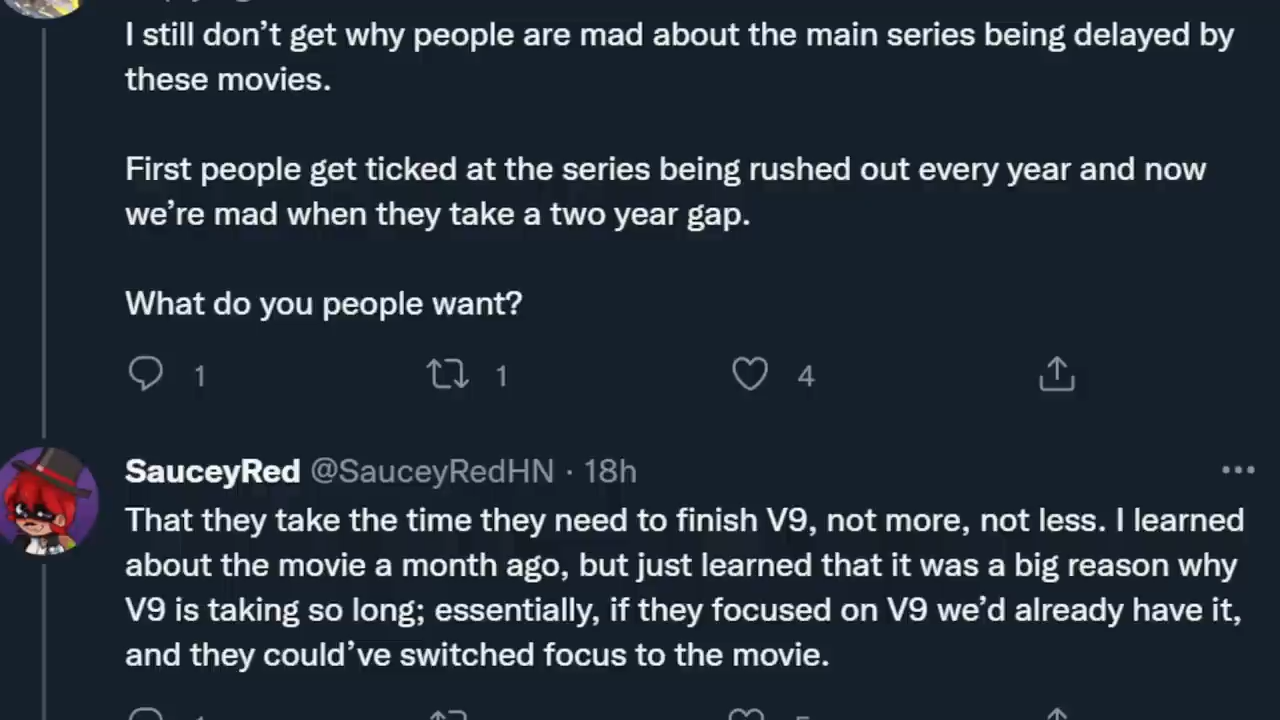 I still don’t get why people are mad about the main series being delayed by
these movies.
First people get ticked at the series being rushed out every year and now
we’re mad when they take a two year gap.
What do you people want?
1 1 4
SauceyRed @SauceyRedHN · 18h
That they take the time they need to finish V9, not more, not less. I learned
about the movie a month ago, but just learned that it was a big reason why
V9 is taking so long; essentially, if they focused on V9 we’d already have it,
and they could’ve switched focus to the movie.